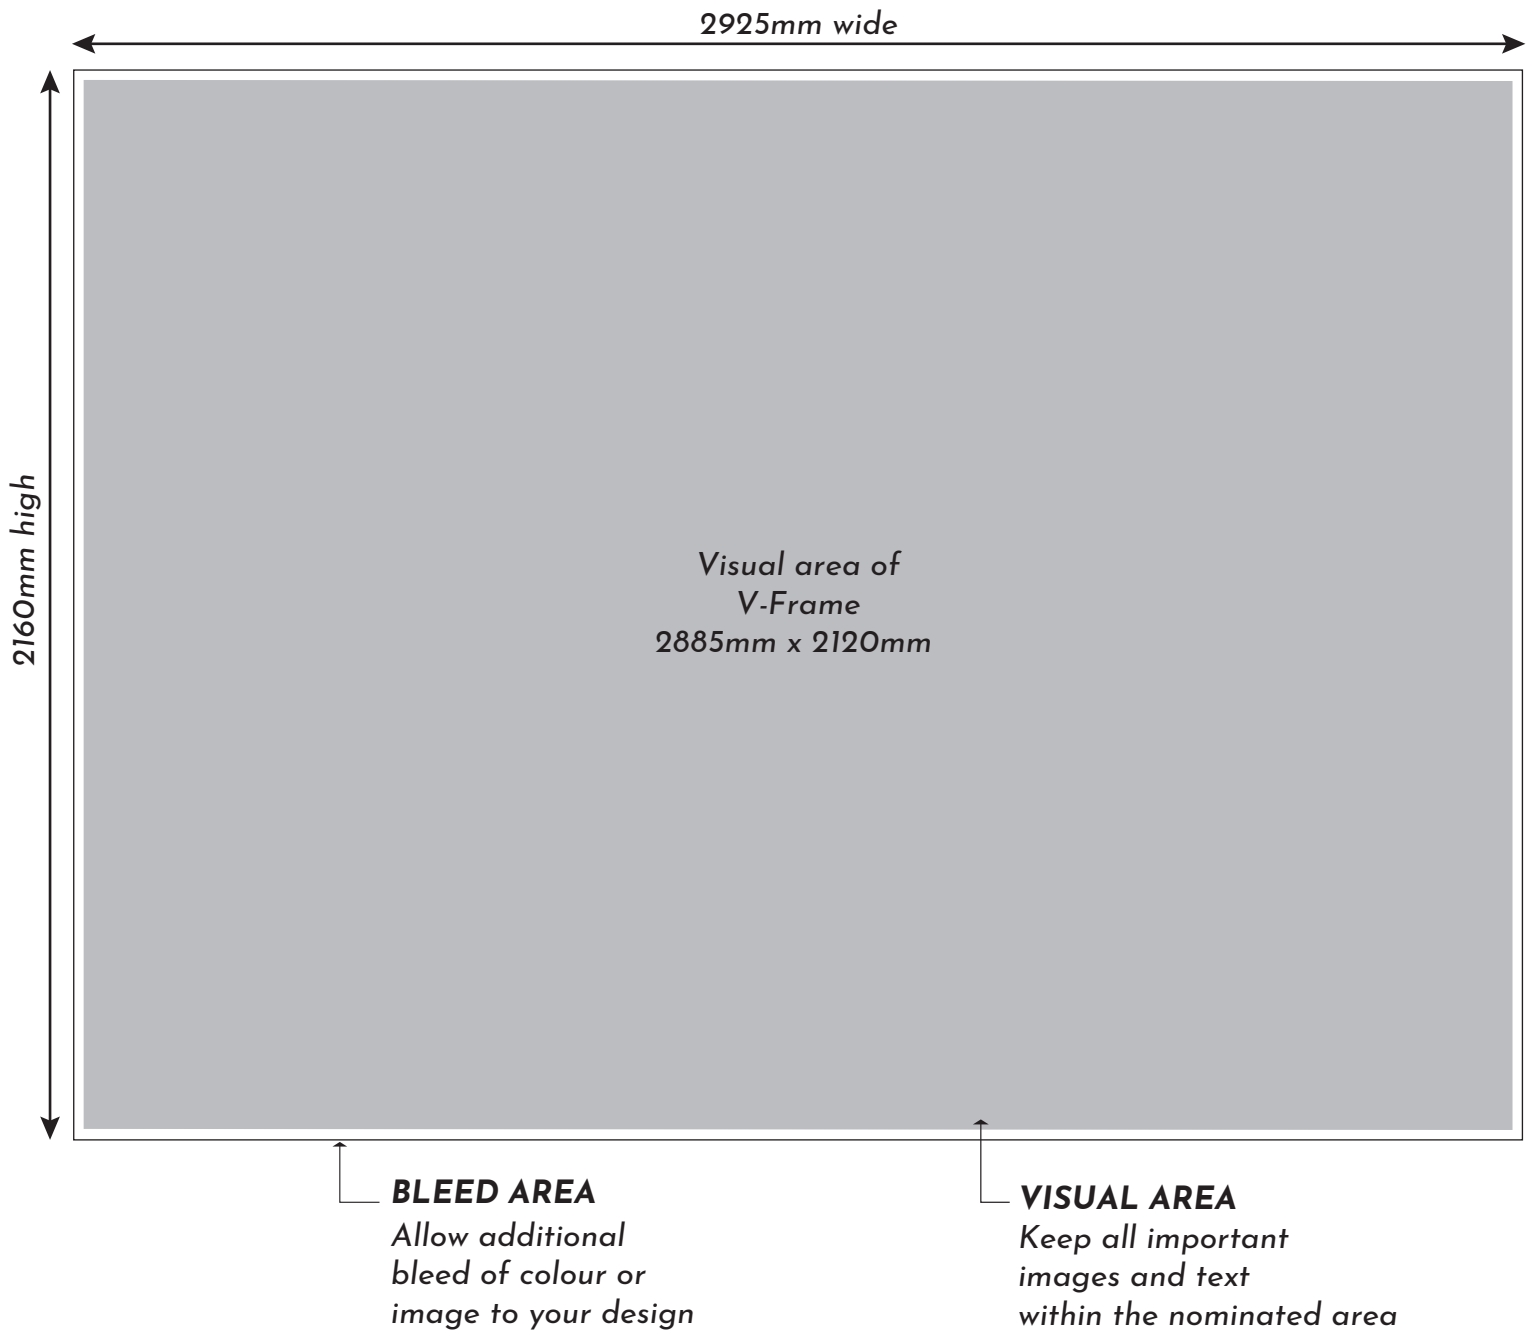 2925mm wide
2160mm high
Visual area of
V-Frame
2885mm x 2120mm
BLEED AREA
Allow additional
bleed of colour or
image to your design
VISUAL AREA
Keep all important
images and text
within the nominated area